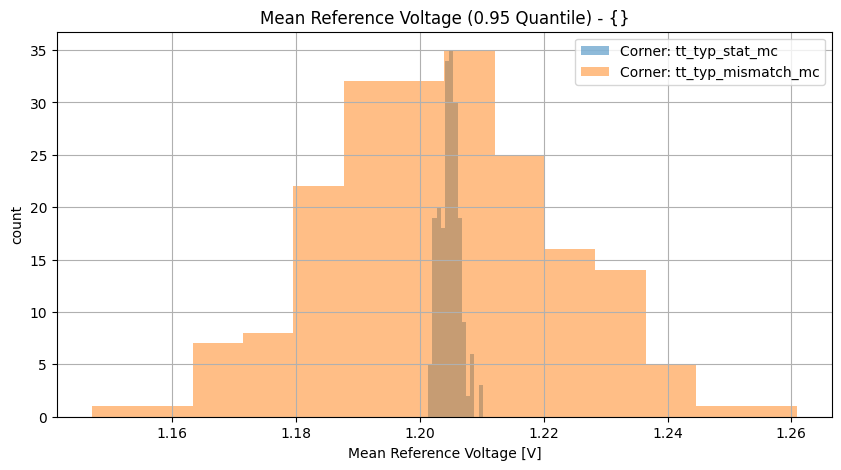 Mean Reference Voltage (0.95 Quantile) - {}
Corner: tt_typ_stat_mc
Corner: tt_typ_mismatch_mc
count
35
30
25
20
15
10
5
0
1.16
1.18
1.20
1.22
1.24
1.26
Mean Reference Voltage [V]